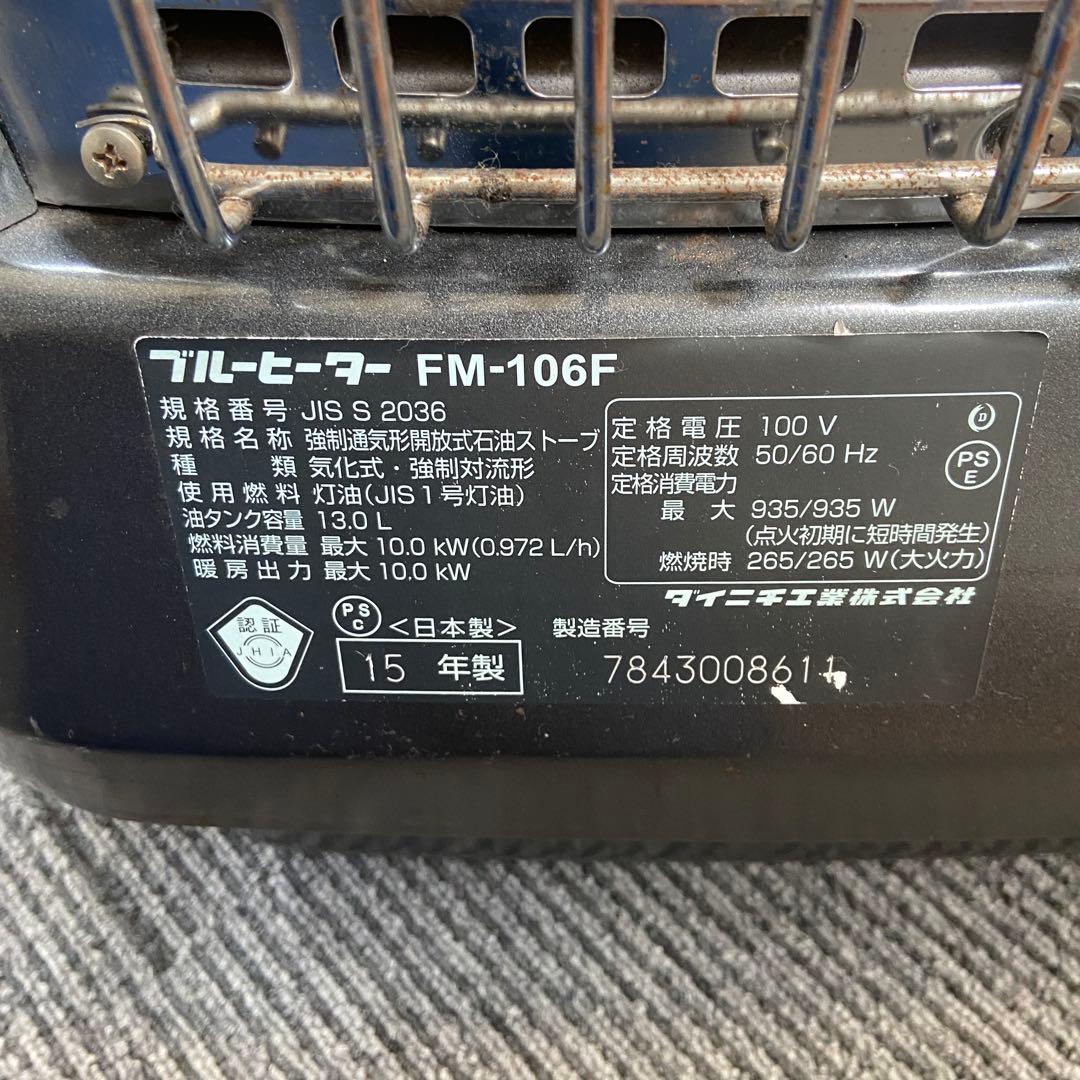 ブルーヒーター FM-106F
規格番号 JIS S 2036
規格名称 強制通気形開放式石油ストーブ
種類 気化式・強制対流形
使用燃料 灯油(JIS1号灯油)
油タンク容量 13.0 L
燃料消費量 最大 10.0 kW(0.972 L/h)
暖房出力 最大 10.0 kW
定格電圧 100 V
定格周波数 50/60 Hz
定格消費電力
最大 935/935 W
(点火初期に短時間発生)
燃焼時 265/265 W(大火力)
D
PS
E
ダイニチ工業株式会社
認証
JHIA
PS
C
<日本製>
15 年製
製造番号
7843008611